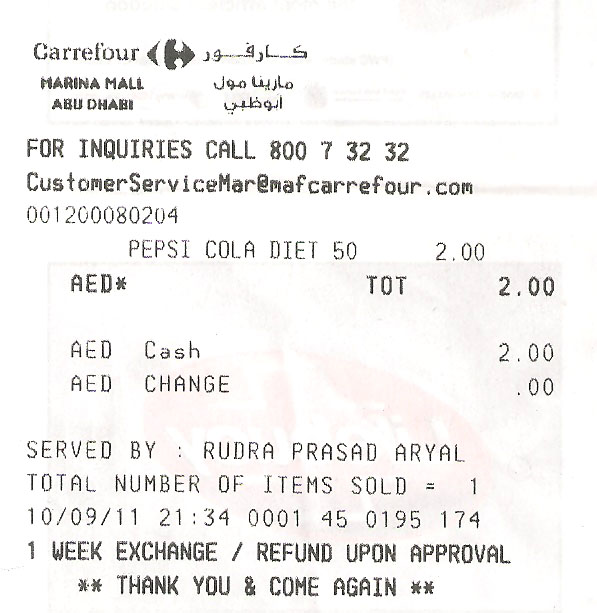 Carrefour كارفور
MARINA MALL مارينا مول
ABU DHABI أبوظبي
FOR INQUIRIES CALL 800 7 32 32
CustomerServiceMar@mafcarrefour.com
001200080204
PEPSI COLA DIET 50 2.00
AED* TOT 2.00
AED Cash 2.00
AED CHANGE .00
SERVED BY : RUDRA PRASAD ARYAL
TOTAL NUMBER OF ITEMS SOLD = 1
10/09/11 21:34 0001 45 0195 174
1 WEEK EXCHANGE / REFUND UPON APPROVAL
** THANK YOU & COME AGAIN **